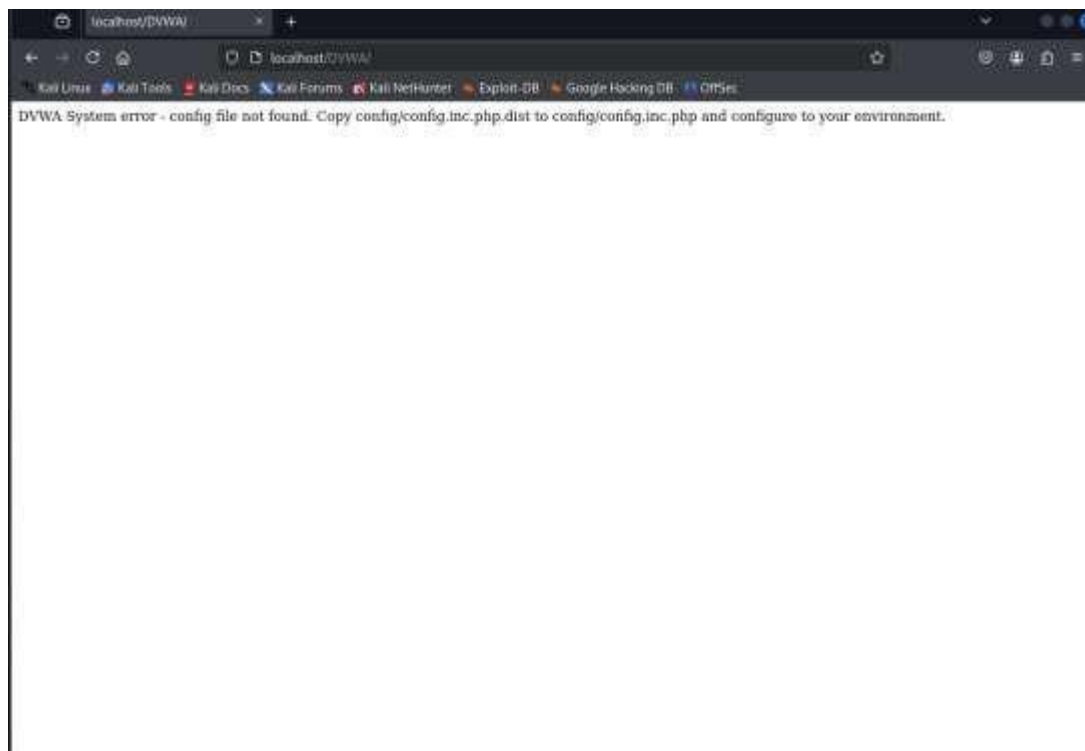 localhost/DVWA/
localhost/DVWA/
Kali Linux Kali Tools Kali Docs Kali Forums Kali NetHunter Exploit-DB Google Hacking DB OffSec
DVWA System error - config file not found. Copy config/config.inc.php.dist to config/config.inc.php and configure to your environment.